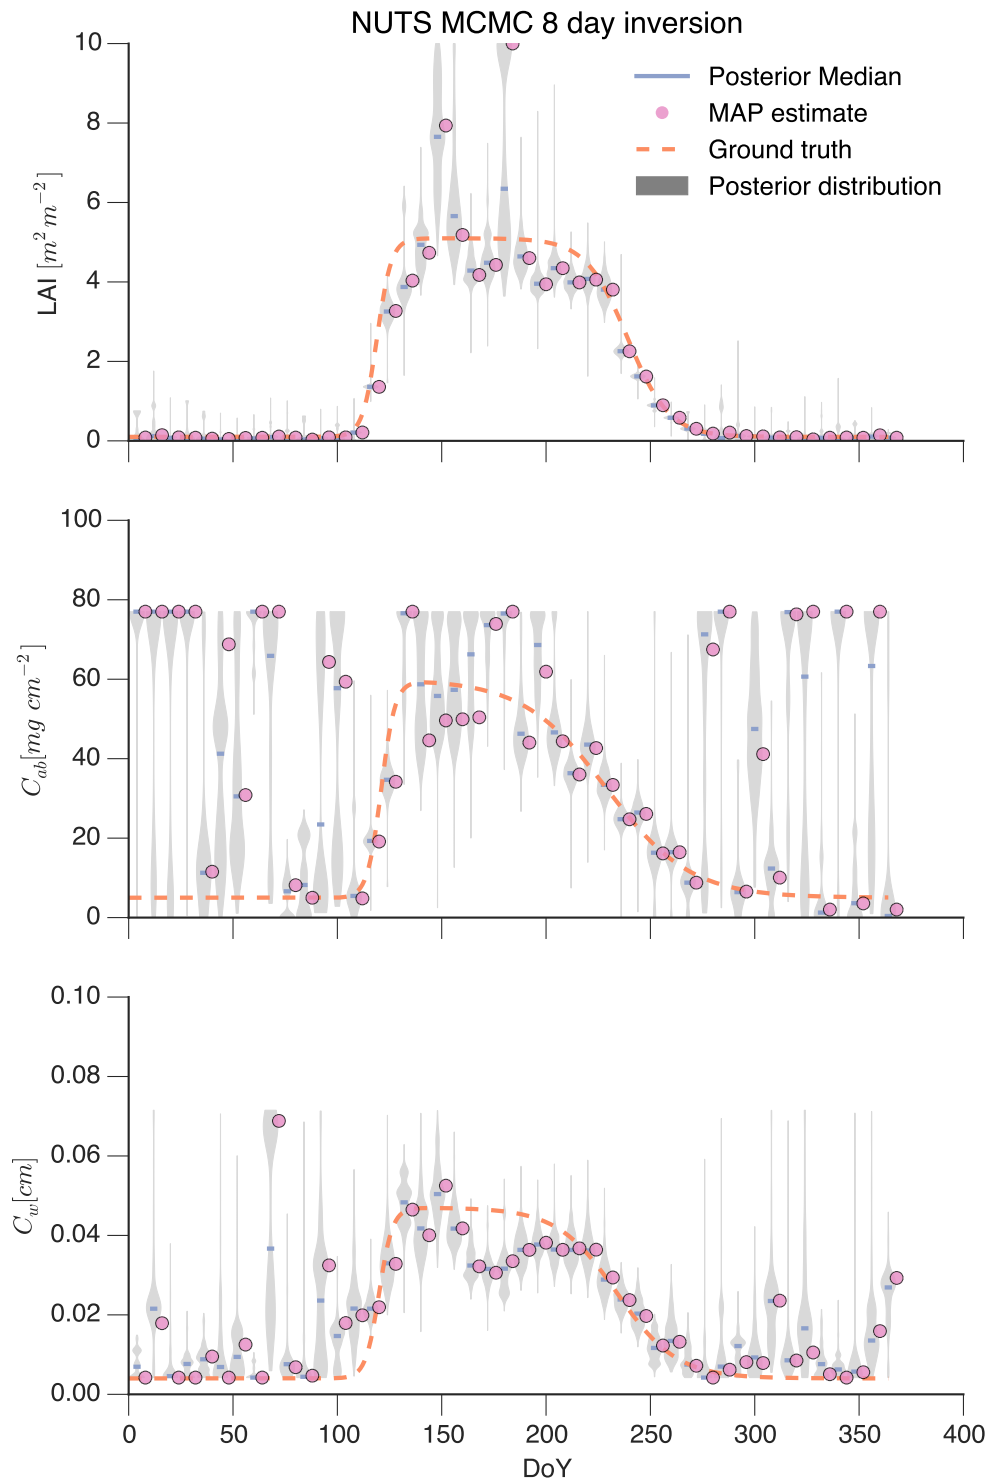 NUTS MCMC 8 day inversion
10
8
6
4
2
0
LAI [m² m⁻²]
Posterior Median
MAP estimate
Ground truth
Posterior distribution
100
80
60
40
20
0
C_ab[mg cm⁻²]
0.10
0.08
0.06
0.04
0.02
0.00
C_w[cm]
0 50 100 150 200 250 300 350 400
DoY